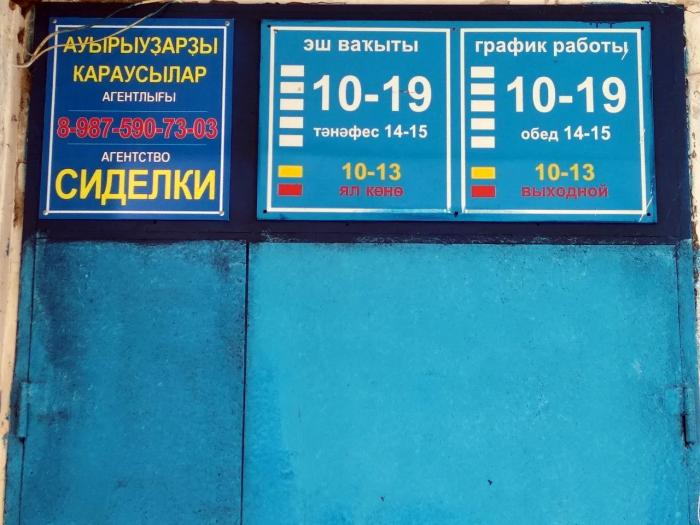 АУЫРЫУҘАРҘЫ
КАРАУСЫЛАР
АГЕНТЛЫҒЫ
8-987-590-73-03
АГЕНТСТВО
СИДЕЛКИ
эш ваҡыты
10-19
тәнәфес 14-15
10-13
ял көнө
график работы
10-19
обед 14-15
10-13
выходной